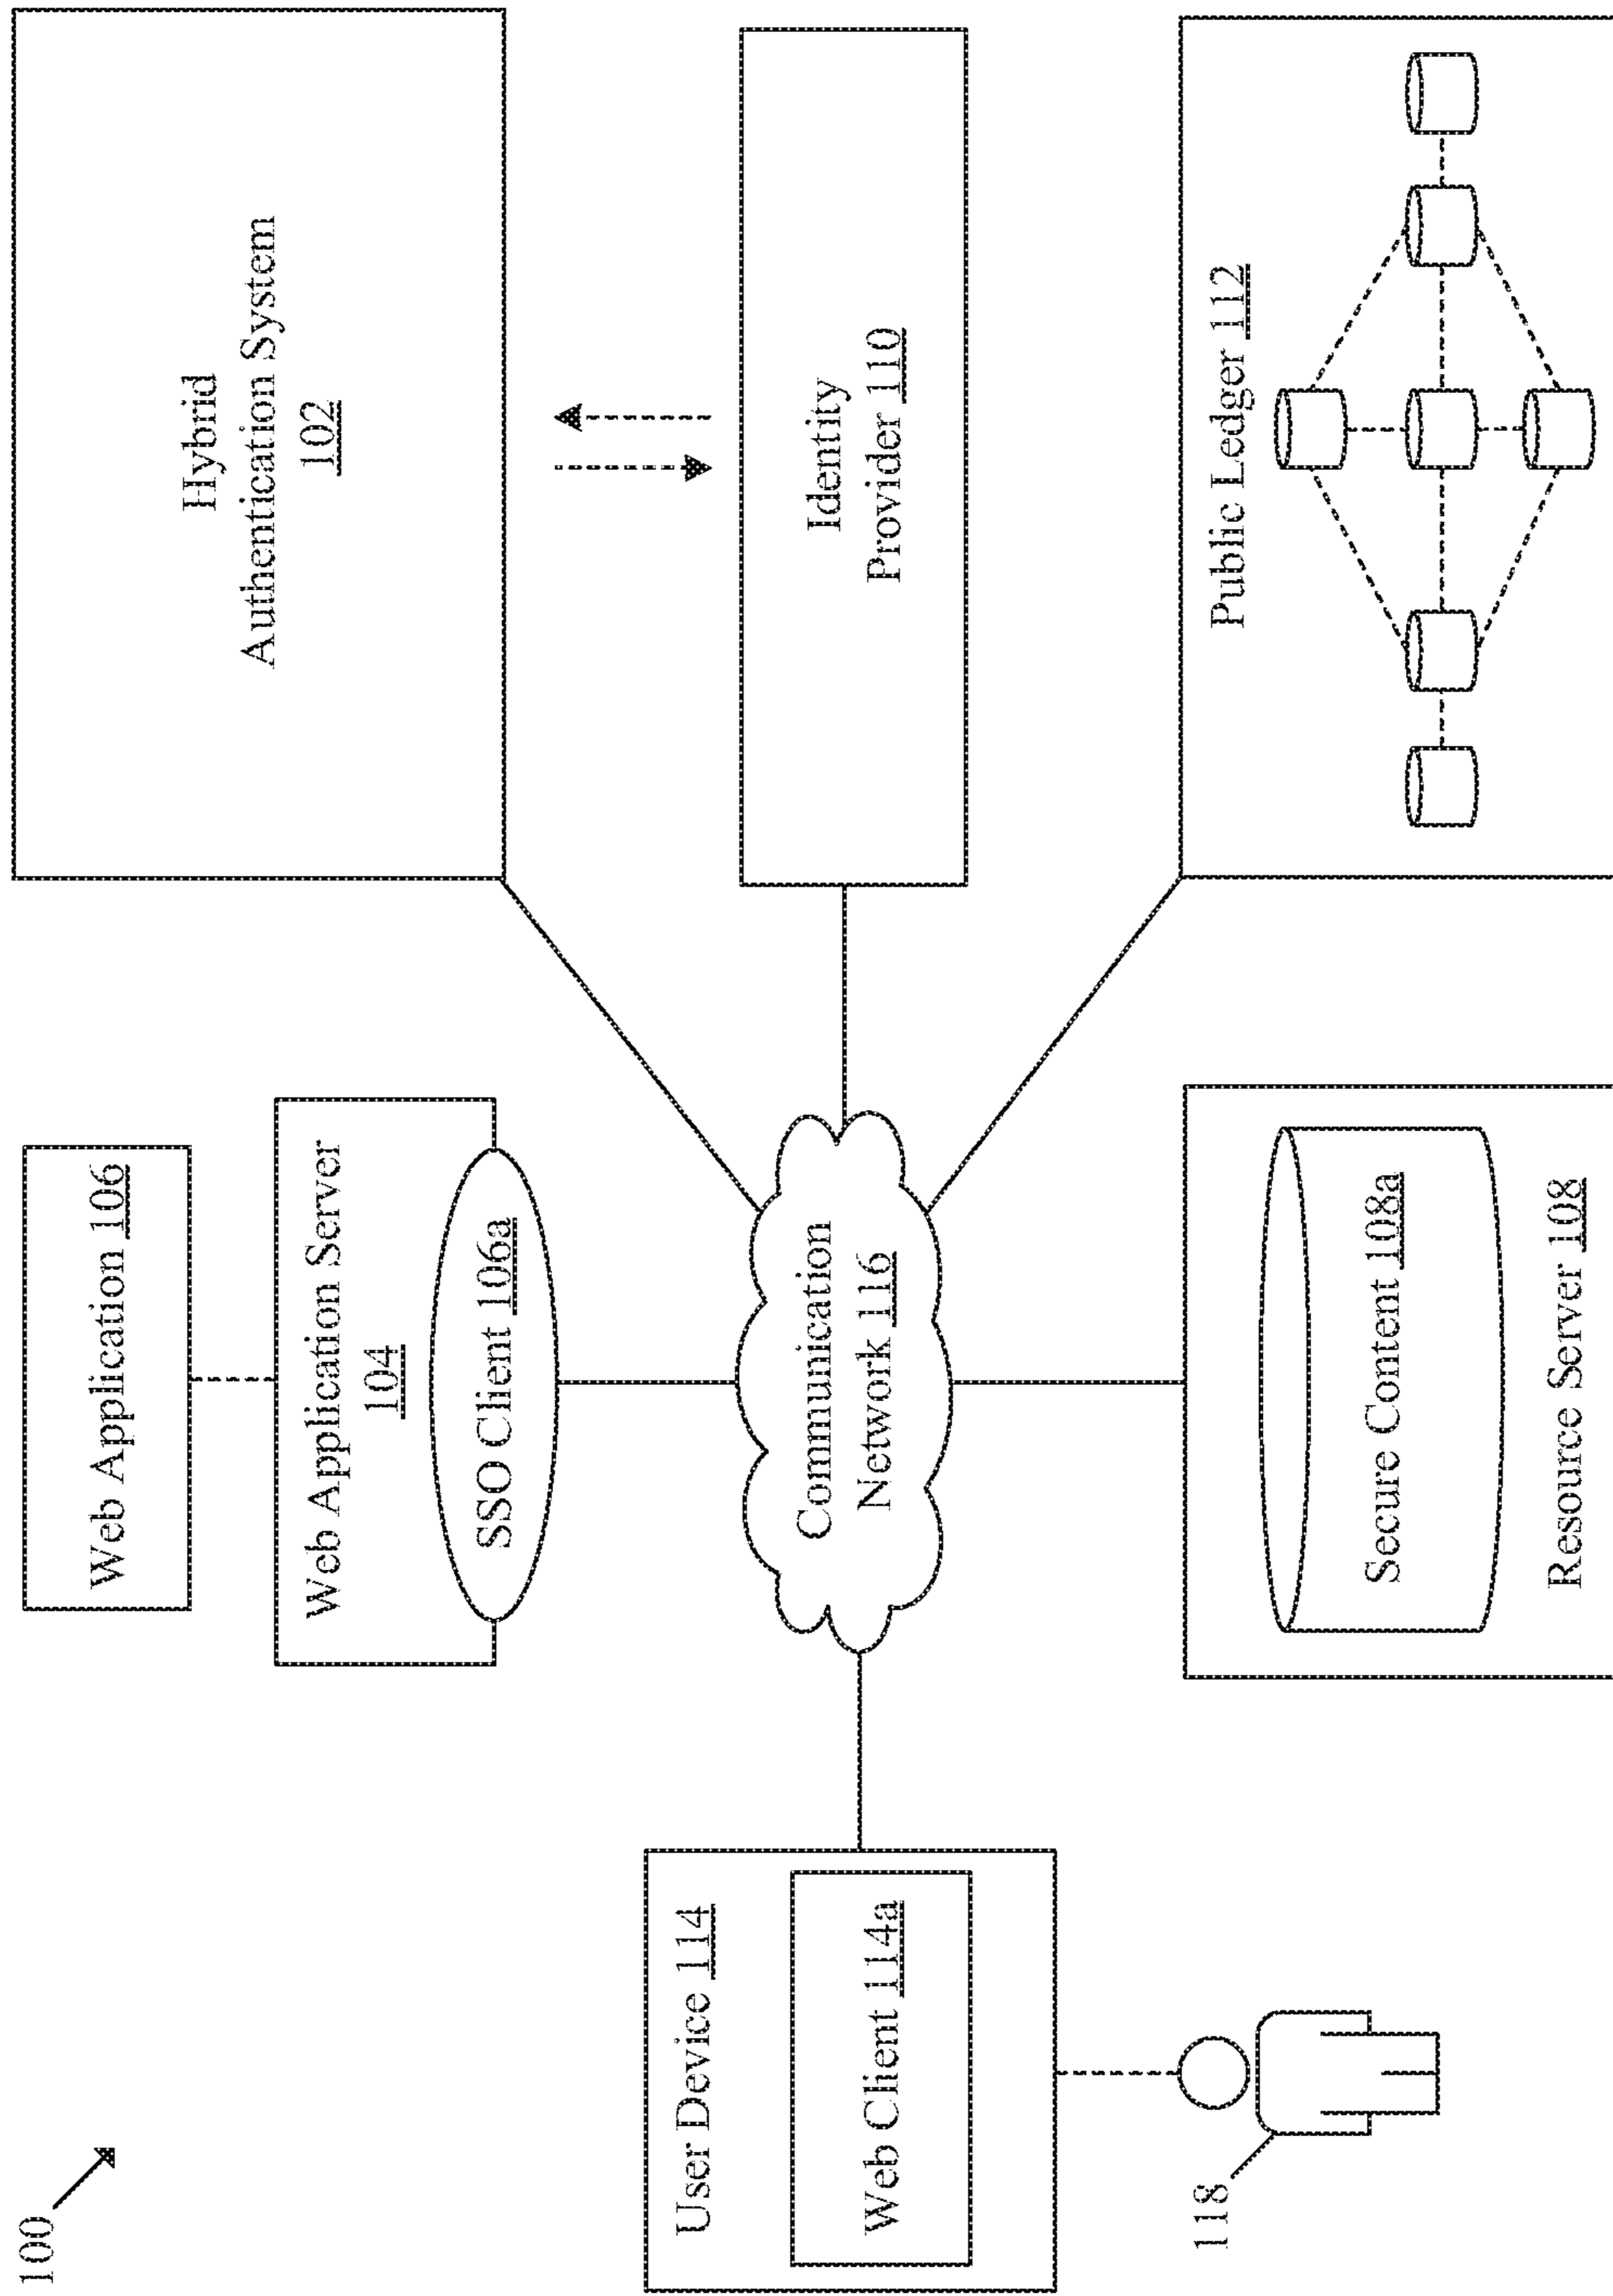 100
Web Application 106
Web Application Server
104
SSO Client 106a
Hybrid
Authentication System
102
User Device 114
Web Client 114a
118
Communication
Network 116
Identity
Provider 110
Secure Content 108a
Resource Server 108
Public Ledger 112